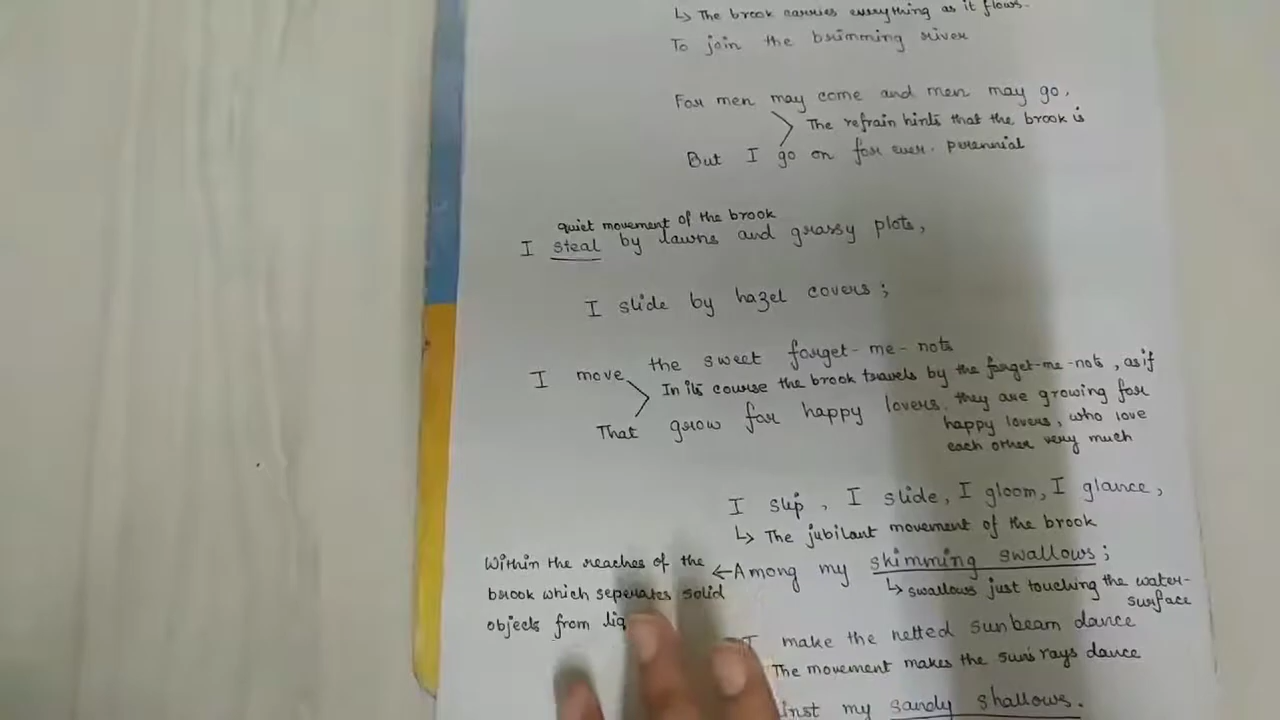 ↳ The brook carries everything as it flows.
To join the brimming river
For men may come and men may go,
The refrain hints that the brook is
But I go on for ever. perennial
quiet movement of the brook
I steal by lawns and grassy plots,
I slide by hazel covers;
I move the sweet forget-me-nots
In its course the brook travels by the forget-me-nots, as if
That grow for happy lovers. they are growing for
happy lovers, who love
each other very much
I slip, I slide, I gloom, I glance,
↳ The jubilant movement of the brook
Within the reaches of the ← Among my skimming swallows;
brook which seperates solid ↳ swallows just touching the water-
surface
objects from
I make the netted sunbeam dance
The movement makes the sun's rays dance
my sandy shallows.